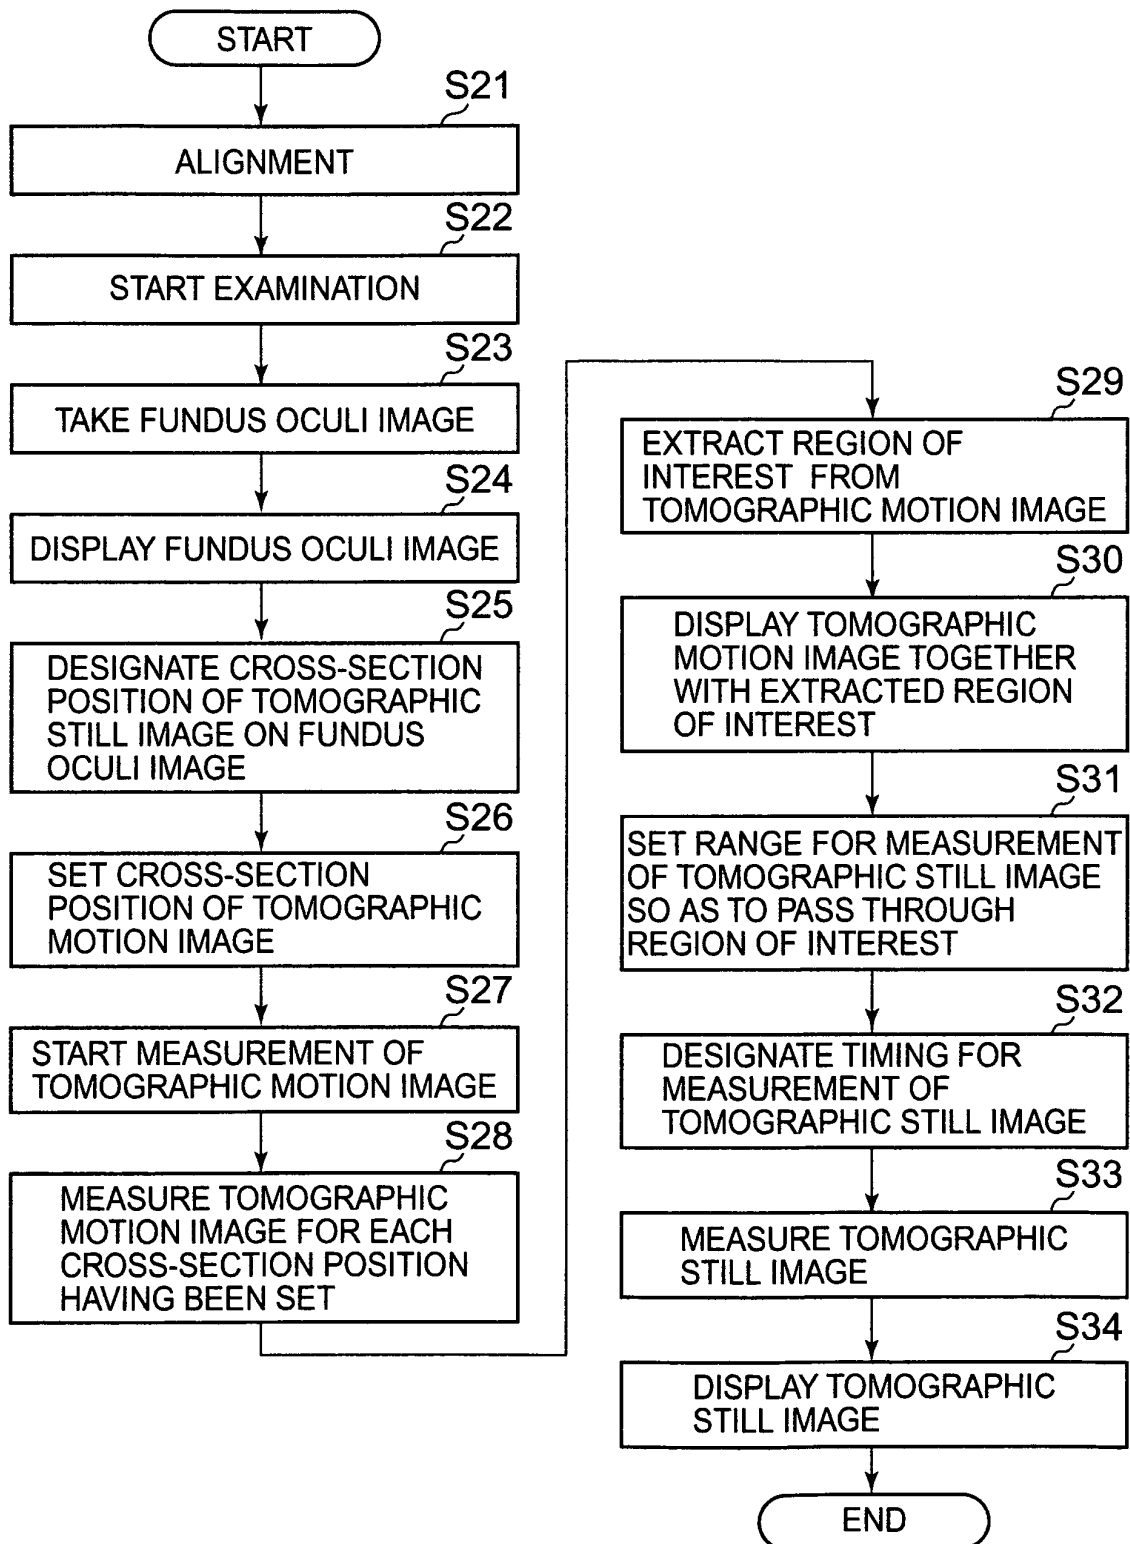 START
S21
ALIGNMENT
S22
START EXAMINATION
S23
TAKE FUNDUS OCULI IMAGE
S24
DISPLAY FUNDUS OCULI IMAGE
S25
DESIGNATE CROSS-SECTION
POSITION OF TOMOGRAPHIC
STILL IMAGE ON FUNDUS
OCULI IMAGE
S26
SET CROSS-SECTION
POSITION OF TOMOGRAPHIC
MOTION IMAGE
S27
START MEASUREMENT OF
TOMOGRAPHIC MOTION IMAGE
S28
MEASURE TOMOGRAPHIC
MOTION IMAGE FOR EACH
CROSS-SECTION POSITION
HAVING BEEN SET
S29
EXTRACT REGION OF
INTEREST FROM
TOMOGRAPHIC MOTION IMAGE
S30
DISPLAY TOMOGRAPHIC
MOTION IMAGE TOGETHER
WITH EXTRACTED REGION
OF INTEREST
S31
SET RANGE FOR MEASUREMENT
OF TOMOGRAPHIC STILL IMAGE
SO AS TO PASS THROUGH
REGION OF INTEREST
S32
DESIGNATE TIMING FOR
MEASUREMENT OF
TOMOGRAPHIC STILL IMAGE
S33
MEASURE TOMOGRAPHIC
STILL IMAGE
S34
DISPLAY TOMOGRAPHIC
STILL IMAGE
END